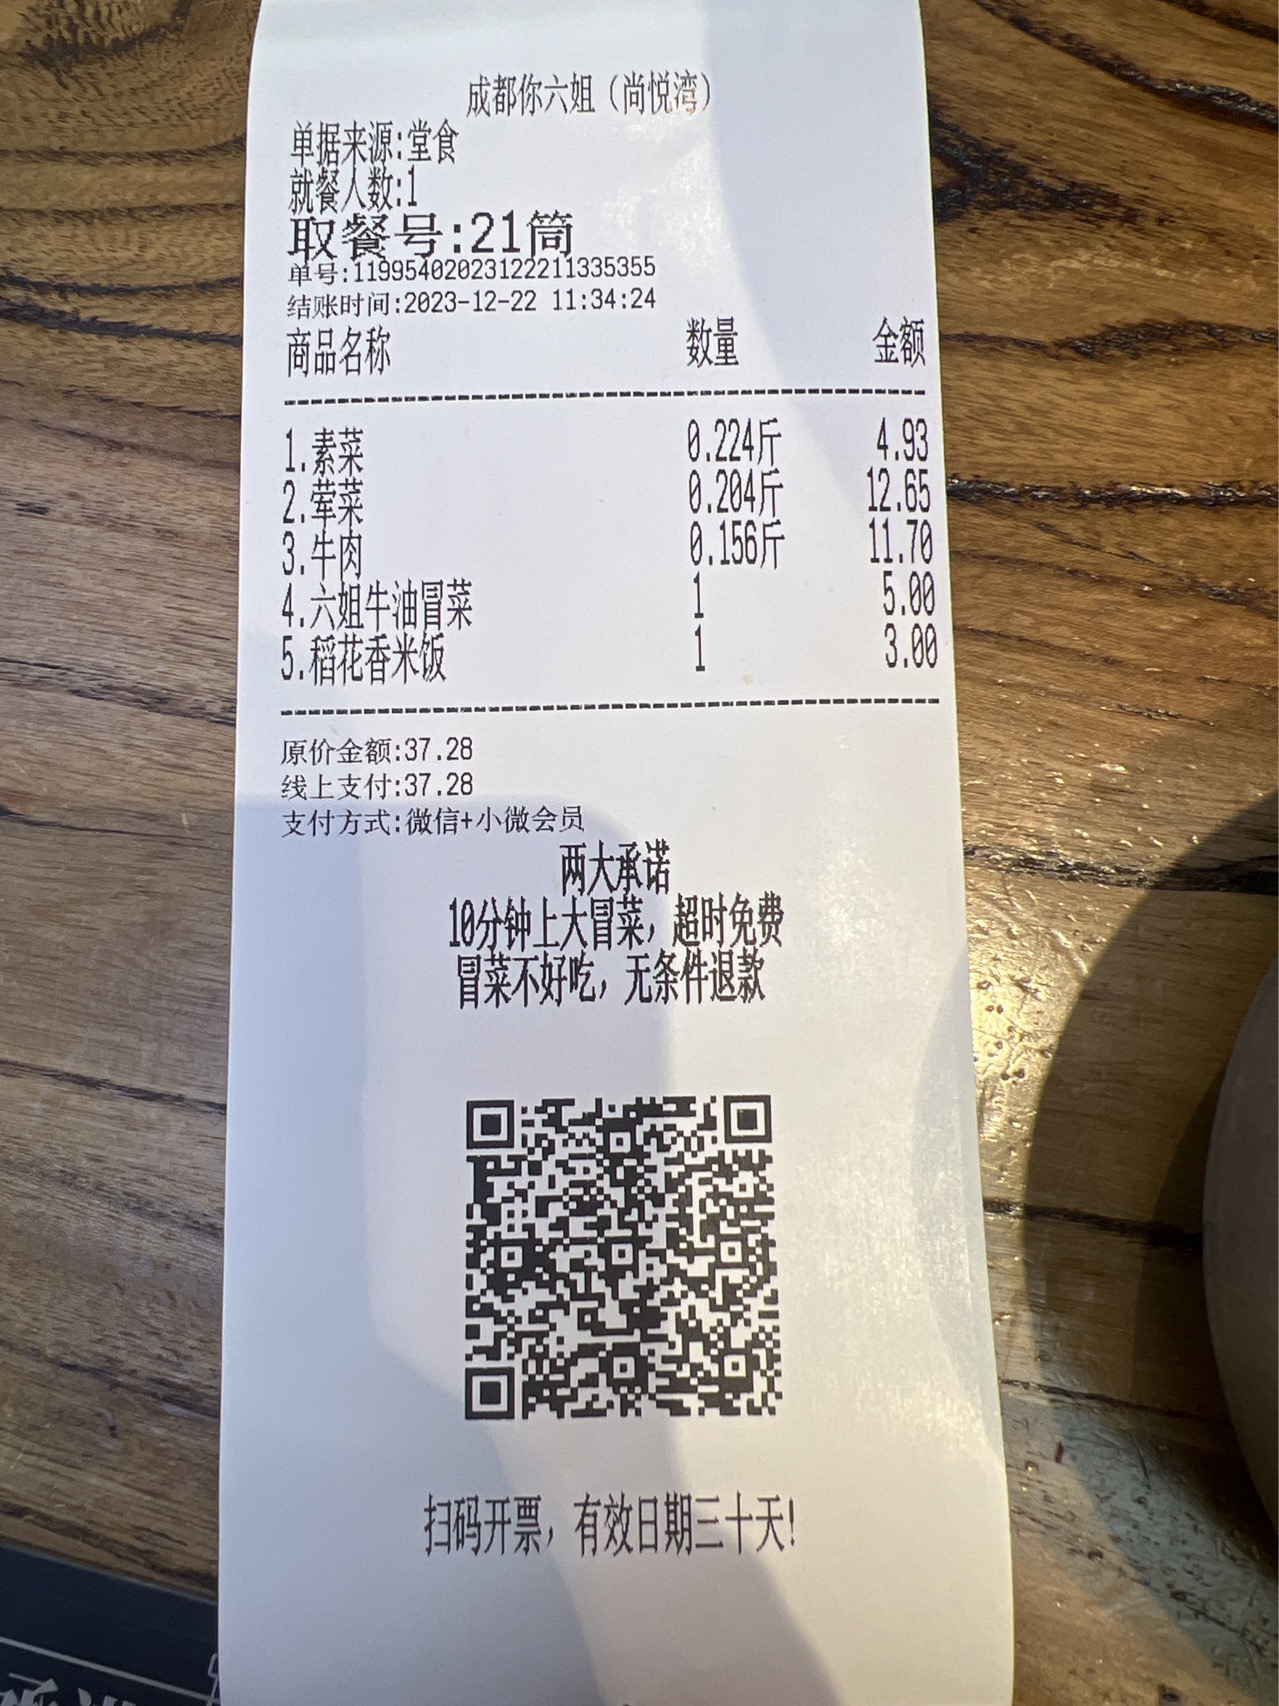 成都你六姐（尚悦湾）
单据来源:堂食
就餐人数:1
取餐号:21筒
单号:11995402023122211335355
结账时间:2023-12-22 11:34:24
商品名称 数量 金额
1.素菜 0.224斤 4.93
2.荤菜 0.204斤 12.65
3.牛肉 0.156斤 11.70
4.六姐牛油冒菜 1 5.00
5.稻花香米饭 1 3.00
原价金额:37.28
线上支付:37.28
支付方式:微信+小微会员
两大承诺
10分钟上大冒菜，超时免费
冒菜不好吃，无条件退款
扫码开票，有效日期三十天!